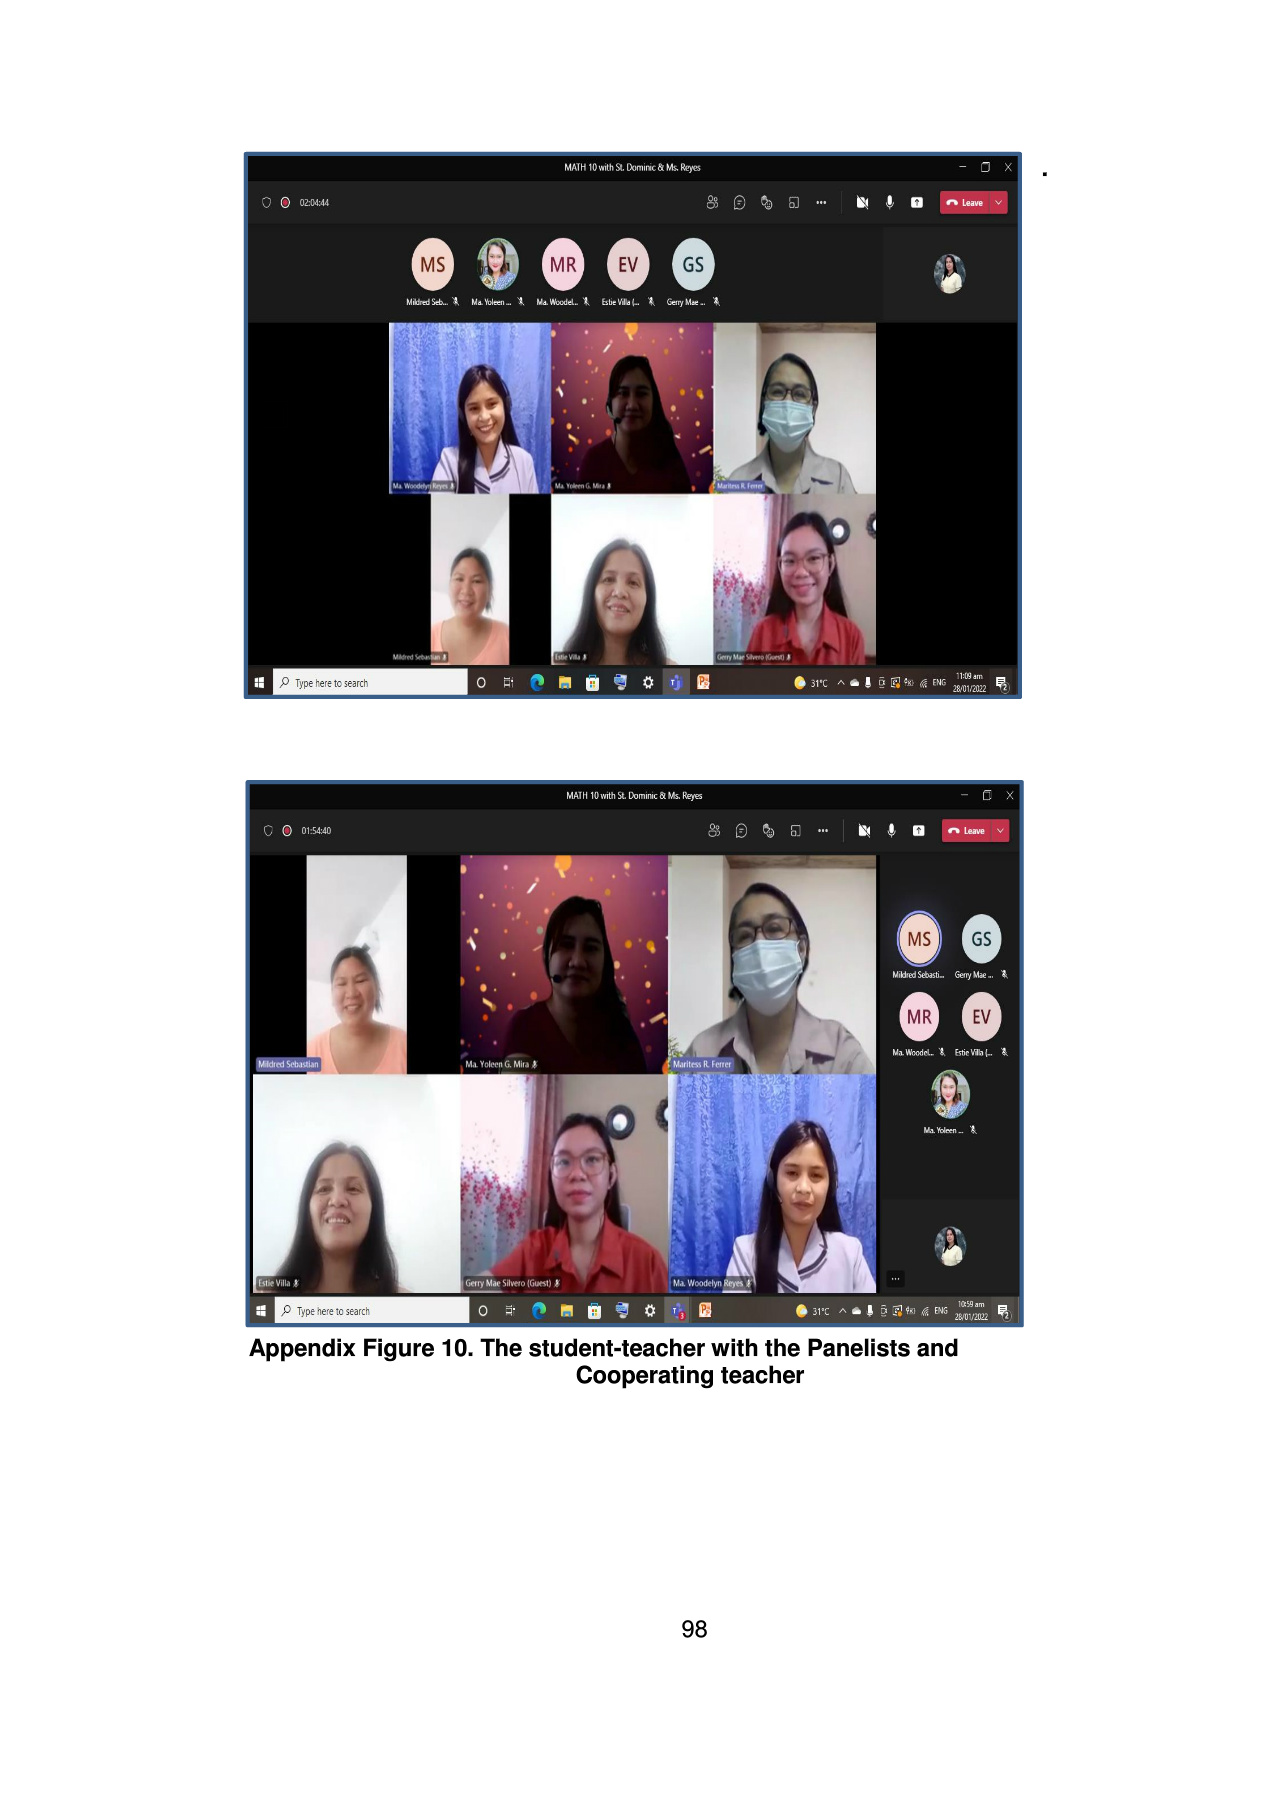 MATH 10 with St. Dominic & Ms. Reyes
.
02:04:44
Leave
MS
MR
EV
GS
Mildred Seb...
Ma. Yoleen ...
Ma. Woodel...
Estie Villa (...
Gerry Mae ...
Ma. Woodelyn Reyes
Ma. Yoleen G. Mira
Maritess R. Ferrer
Mildred Sebastian
Estie Villa
Gerry Mae Silvero (Guest)
Type here to search
31°C
ENG
11:09 am
28/01/2022
2
MATH 10 with St. Dominic & Ms. Reyes
01:54:40
Leave
MS
GS
Mildred Sebasti...
Gerry Mae ...
MR
EV
Ma. Woodel...
Estie Villa (...
Ma. Yoleen ...
Mildred Sebastian
Ma. Yoleen G. Mira
Maritess R. Ferrer
Estie Villa
Gerry Mae Silvero (Guest)
Ma. Woodelyn Reyes
Type here to search
31°C
ENG
10:59 am
28/01/2022
2
Appendix Figure 10. The student-teacher with the Panelists and
Cooperating teacher
98